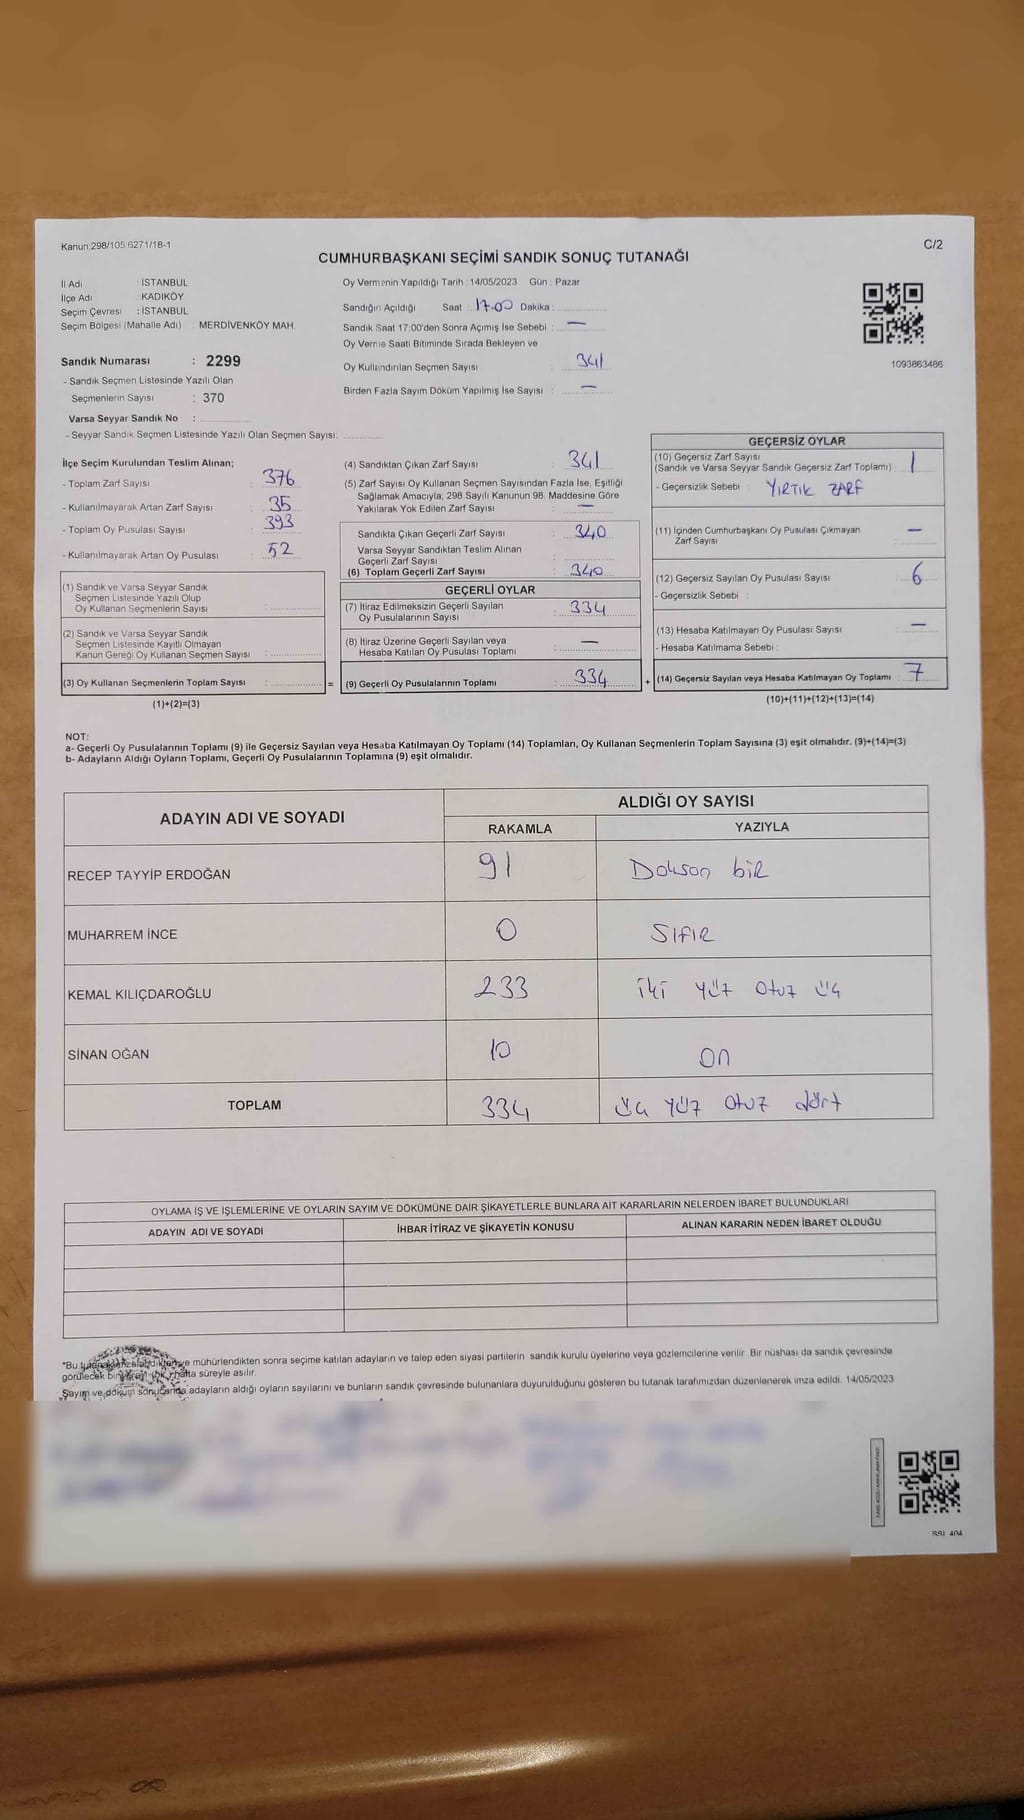 Kanun;298/105 6271/18-1
C/2
CUMHURBAŞKANI SEÇİMİ SANDIK SONUÇ TUTANAĞI
İl Adı : İSTANBUL
İlçe Adı : KADIKÖY
Seçim Çevresi : İSTANBUL
Seçim Bölgesi (Mahalle Adı) : MERDİVENKÖY MAH.
Sandık Numarası : 2299
- Sandık Seçmen Listesinde Yazılı Olan
Seçmenlerin Sayısı : 370
Varsa Seyyar Sandık No :
- Seyyar Sandık Seçmen Listesinde Yazılı Olan Seçmen Sayısı:
Oy Vermenin Yapıldığı Tarih : 14/05/2023 Gün : Pazar
Sandığın Açıldığı Saat : 17.00 Dakika :
Sandık Saat 17:00'den Sonra Açımış İse Sebebi : —
Oy Verme Saati Bitiminde Sırada Bekleyen ve
Oy Kullandırılan Seçmen Sayısı : 341
Birden Fazla Sayım Döküm Yapılmış İse Sayısı : —
1093863486
İlçe Seçim Kurulundan Teslim Alınan;
- Toplam Zarf Sayısı : 376
- Kullanılmayarak Artan Zarf Sayısı : 35
- Toplam Oy Pusulası Sayısı : 393
- Kullanılmayarak Artan Oy Pusulası : 52
(1) Sandık ve Varsa Seyyar Sandık
Seçmen Listesinde Yazılı Olup
Oy Kullanan Seçmenlerin Sayısı :
(2) Sandık ve Varsa Seyyar Sandık
Seçmen Listesinde Kayıtlı Olmayan
Kanun Gereği Oy Kullanan Seçmen Sayısı :
(3) Oy Kullanan Seçmenlerin Toplam Sayısı : =
(1)+(2)=(3)
(4) Sandıktan Çıkan Zarf Sayısı : 341
(5) Zarf Sayısı Oy Kullanan Seçmen Sayısından Fazla İse, Eşitliği
Sağlamak Amacıyla; 298 Sayılı Kanunun 98. Maddesine Göre
Yakılarak Yok Edilen Zarf Sayısı : —
Sandıkta Çıkan Geçerli Zarf Sayısı : 340
Varsa Seyyar Sandıktan Teslim Alınan
Geçerli Zarf Sayısı
(6) Toplam Geçerli Zarf Sayısı : 340
GEÇERLİ OYLAR
(7) İtiraz Edilmeksizin Geçerli Sayılan
Oy Pusulalarının Sayısı : 334
(8) İtiraz Üzerine Geçerli Sayılan veya
Hesaba Katılan Oy Pusulası Toplamı : —
(9) Geçerli Oy Pusulalarının Toplamı : 334 +
GEÇERSİZ OYLAR
(10) Geçersiz Zarf Sayısı
(Sandık ve Varsa Seyyar Sandık Geçersiz Zarf Toplamı) : 1
- Geçersizlik Sebebi : YIRTIK ZARF
(11) İçinden Cumhurbaşkanı Oy Pusulası Çıkmayan
Zarf Sayısı : —
(12) Geçersiz Sayılan Oy Pusulası Sayısı : 6
- Geçersizlik Sebebi :
(13) Hesaba Katılmayan Oy Pusulası Sayısı : —
- Hesaba Katılmama Sebebi :
(14) Geçersiz Sayılan veya Hesaba Katılmayan Oy Toplamı : 7
(10)+(11)+(12)+(13)=(14)
NOT:
a- Geçerli Oy Pusulalarının Toplamı (9) ile Geçersiz Sayılan veya Hesaba Katılmayan Oy Toplamı (14) Toplamları, Oy Kullanan Seçmenlerin Toplam Sayısına (3) eşit olmalıdır. (9)+(14)=(3)
b- Adayların Aldığı Oyların Toplamı, Geçerli Oy Pusulalarının Toplamına (9) eşit olmalıdır.
ADAYIN ADI VE SOYADI
ALDIĞI OY SAYISI
RAKAMLA YAZIYLA
RECEP TAYYİP ERDOĞAN 91 Doksan bir
MUHARREM İNCE 0 Sıfır
KEMAL KILIÇDAROĞLU 233 iki yüz otuz üç
SİNAN OĞAN 10 on
TOPLAM 334 üç yüz otuz dört
OYLAMA İŞ VE İŞLEMLERİNE VE OYLARIN SAYIM VE DÖKÜMÜNE DAİR ŞİKAYETLERLE BUNLARA AİT KARARLARIN NELERDEN İBARET BULUNDUKLARI
ADAYIN ADI VE SOYADI İHBAR İTİRAZ VE ŞİKAYETİN KONUSU ALINAN KARARIN NEDEN İBARET OLDUĞU
*Bu mühürlendikten sonra seçime katılan adayların ve talep eden siyasi partilerin sandık kurulu üyelerine veya gözlemcilerine verilir .Bir nüshası da sandık çevresinde
görülecek bir hafta süreyle asılır.
Sayım ve döküm sonucunda adayların aldığı oyların sayılarını ve bunların sandık çevresinde bulunanlara duyurulduğunu gösteren bu tutanak tarafımızdan düzenlenerek imza edildi. 14/05/2023
SSL 404